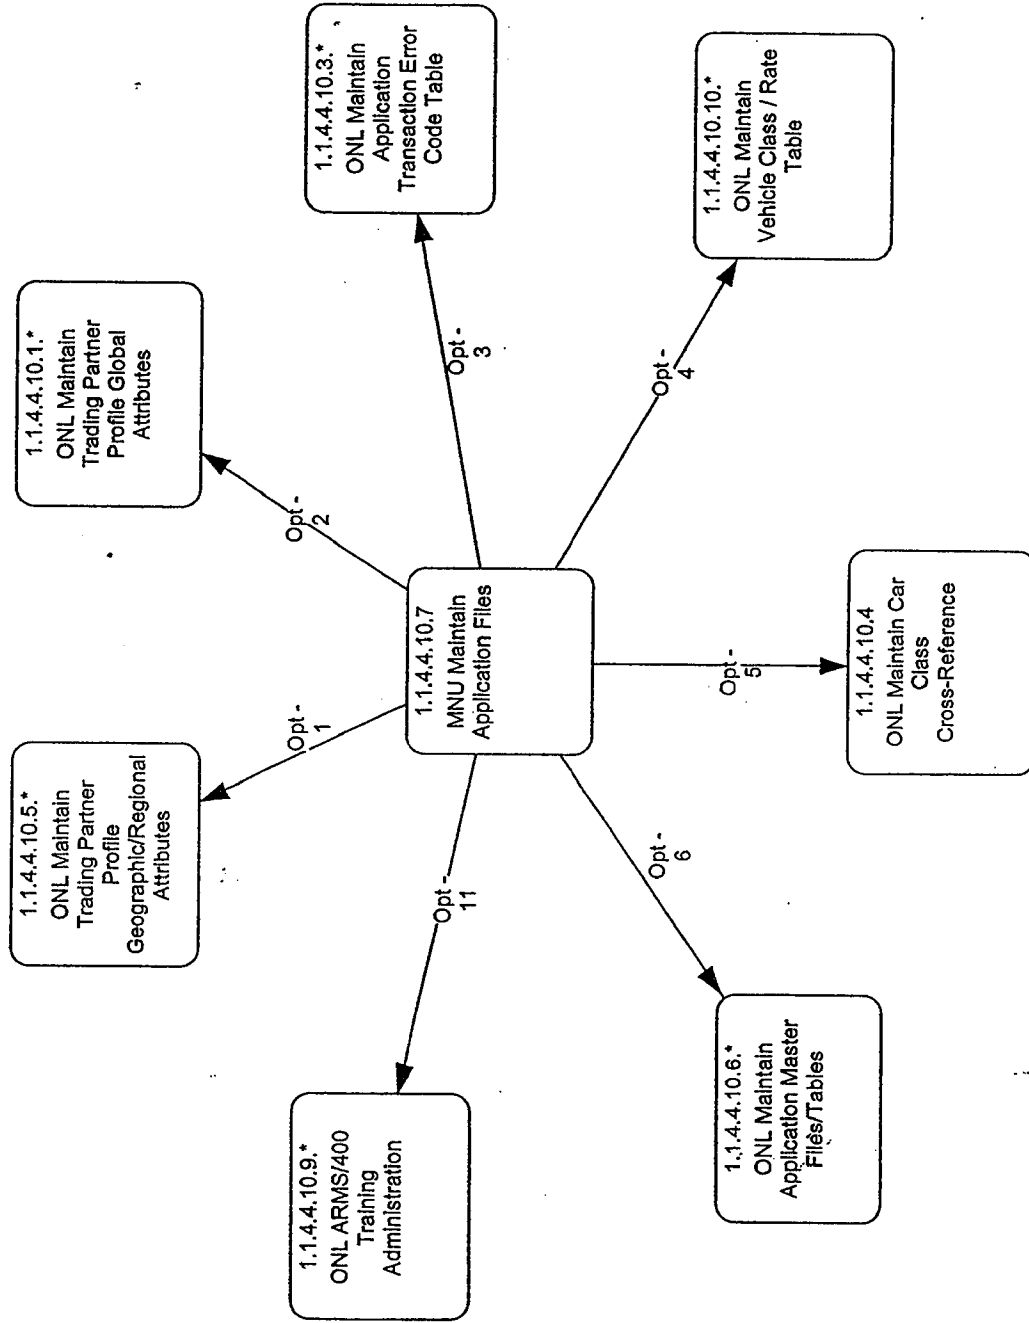 1.1.4.4.10.5.*
ONL Maintain
Trading Partner
Profile
Geographic/Regional
Attributes
1.1.4.4.10.1.*
ONL Maintain
Trading Partner
Profile Global
Attributes
1.1.4.4.10.3.*
ONL Maintain
Application
Transaction Error
Code Table
1.1.4.4.10.9.*
ONL ARMS/400
Training
Administration
Opt -
11
Opt -
1
Opt -
2
Opt -
3
1.1.4.4.10.7
MNU Maintain
Application Files
Opt -
6
Opt -
5
Opt -
4
1.1.4.4.10.6.*
ONL Maintain
Application Master
Files/Tables
1.1.4.4.10.4
ONL Maintain Car
Class
Cross-Reference
1.1.4.4.10.10.*
ONL Maintain
Vehicle Class / Rate
Table